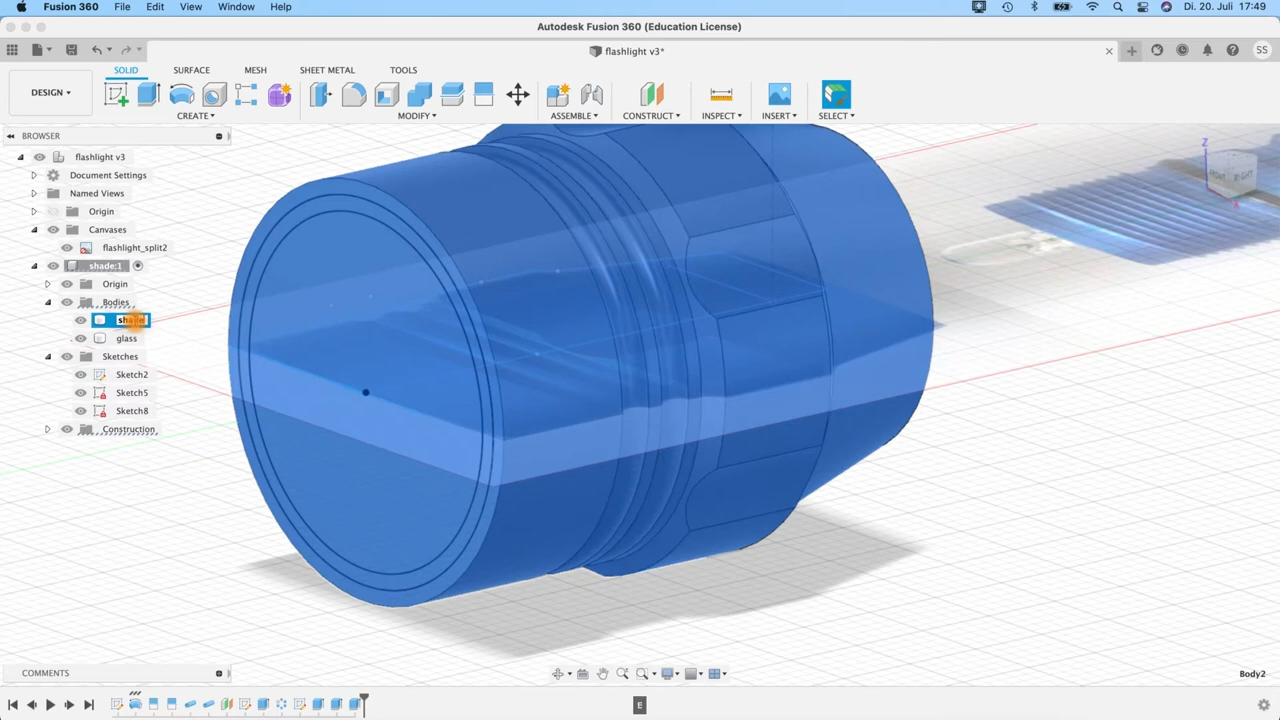 Fusion 360 File Edit View Window Help Di. 20. Juli 17:49
Autodesk Fusion 360 (Education License)
flashlight v3*
SS
SOLID SURFACE MESH SHEET METAL TOOLS
DESIGN
CREATE MODIFY ASSEMBLE CONSTRUCT INSPECT INSERT SELECT
BROWSER
flashlight v3
Document Settings
Named Views
Origin
Canvases
flashlight_split2
shade:1
Origin
Bodies
glass
Sketches
Sketch2
Sketch5
Sketch8
Construction
Z
COMMENTS
Body2
E